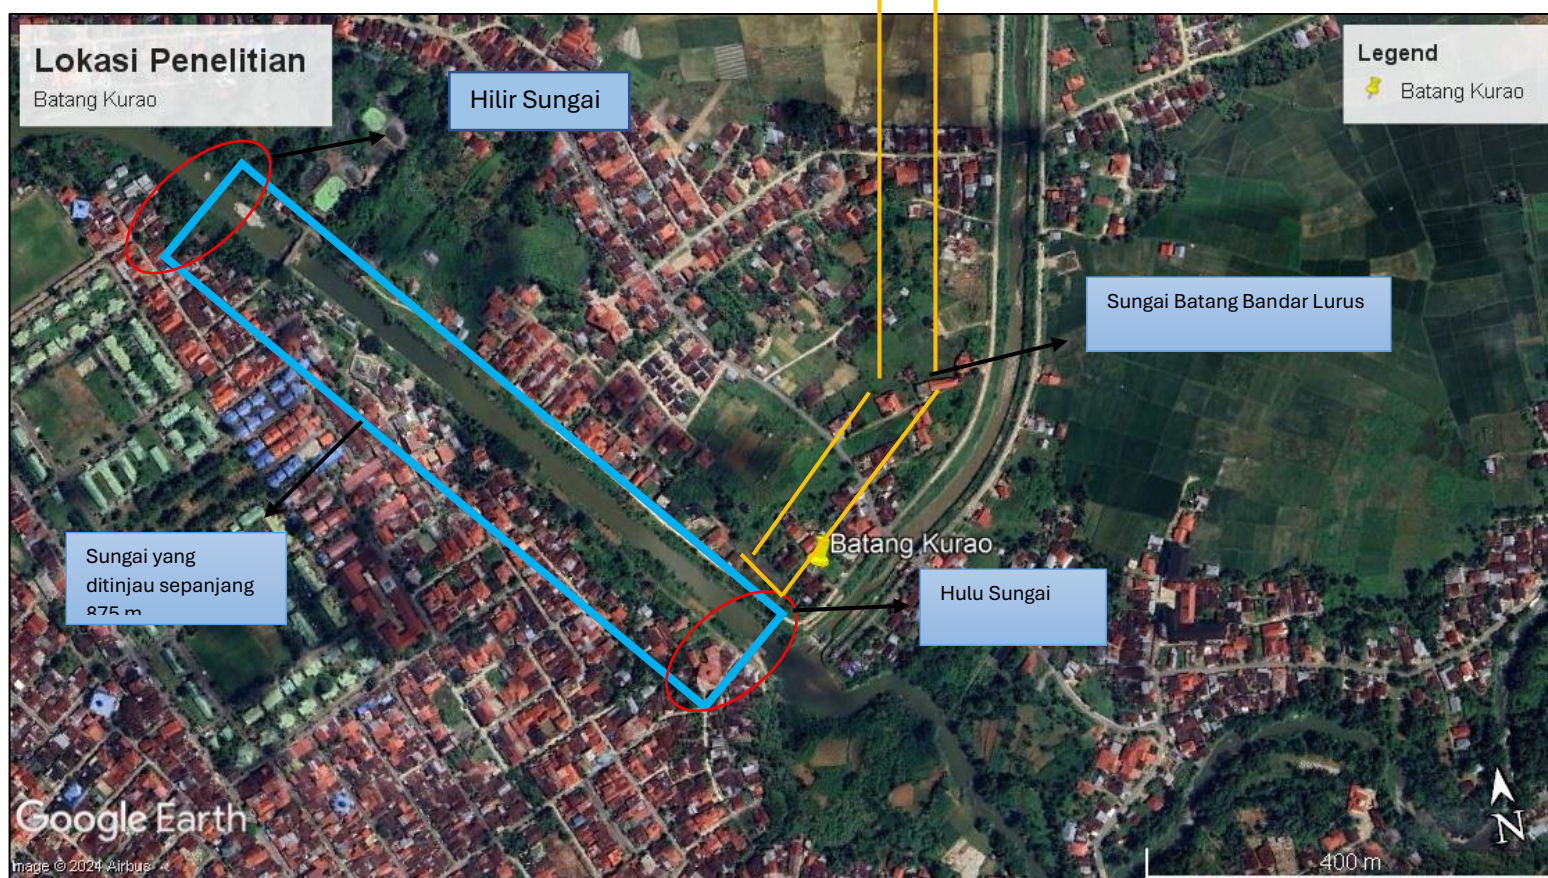 Lokasi Penelitian
Batang Kurao
Hilir Sungai
Legend
Batang Kurao
Sungai Batang Bandar Lurus
Sungai yang
ditinjau sepanjang
875 m
Batang Kurao
Hulu Sungai
Google Earth
Image © 2024 Airbus
400 m
N